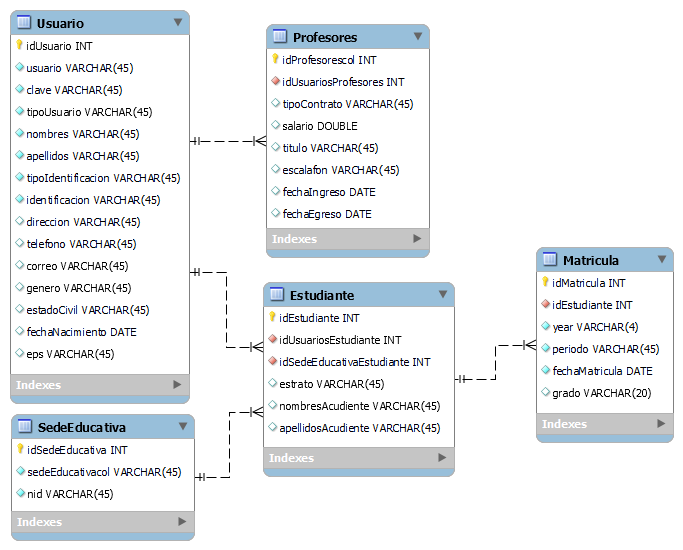 Usuario
idUsuario INT
usuario VARCHAR(45)
clave VARCHAR(45)
tipoUsuario VARCHAR(45)
nombres VARCHAR(45)
apellidos VARCHAR(45)
tipoIdentificacion VARCHAR(45)
identificacion VARCHAR(45)
direccion VARCHAR(45)
telefono VARCHAR(45)
correo VARCHAR(45)
genero VARCHAR(45)
estadoCivil VARCHAR(45)
fechaNacimiento DATE
eps VARCHAR(45)
Indexes
Profesores
idProfesorescol INT
idUsuariosProfesores INT
tipoContrato VARCHAR(45)
salario DOUBLE
titulo VARCHAR(45)
escalafon VARCHAR(45)
fechaIngreso DATE
fechaEgreso DATE
Indexes
Matricula
idMatricula INT
idEstudiante INT
year VARCHAR(4)
periodo VARCHAR(45)
fechaMatricula DATE
grado VARCHAR(20)
Indexes
Estudiante
idEstudiante INT
idUsuariosEstudiante INT
idSedeEducativaEstudiante INT
estrato VARCHAR(45)
nombresAcudiente VARCHAR(45)
apellidosAcudiente VARCHAR(45)
Indexes
SedeEducativa
idSedeEducativa INT
sedeEducativacol VARCHAR(45)
nid VARCHAR(45)
Indexes